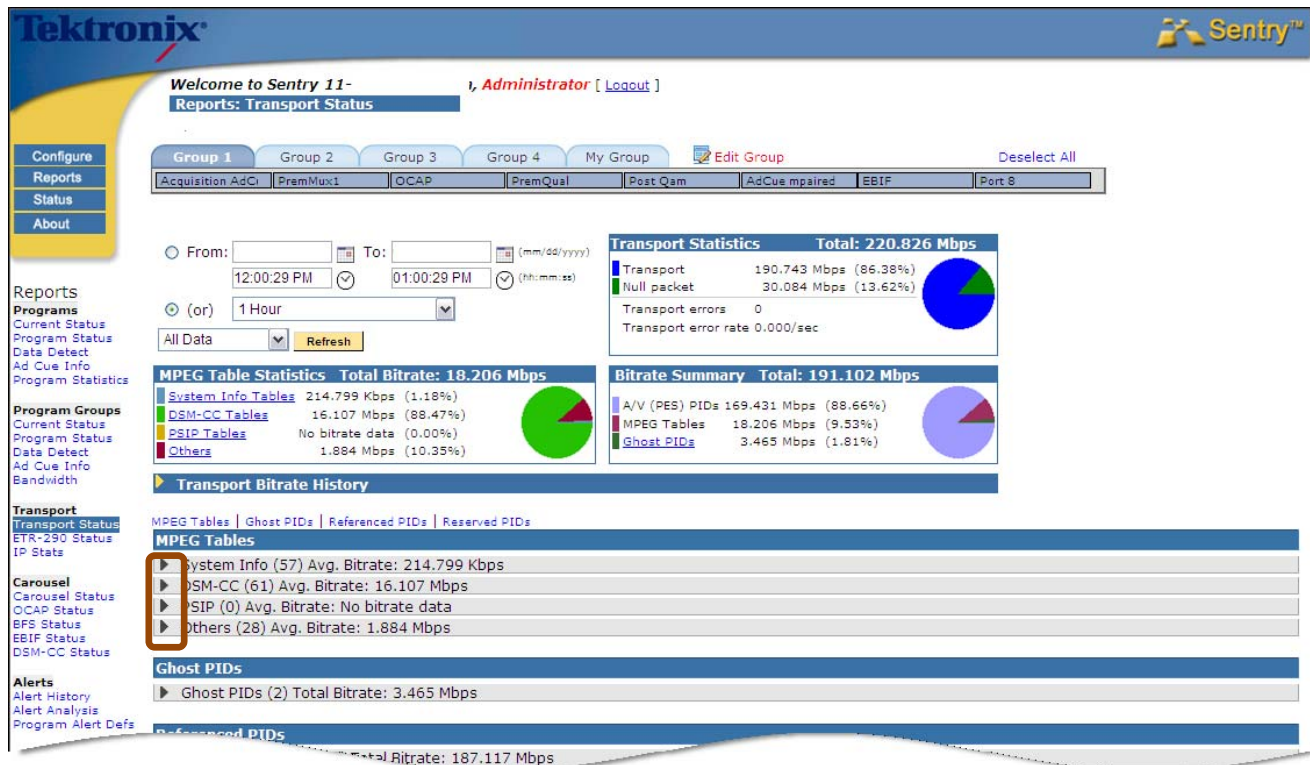 Tektronix
Sentry™
Welcome to Sentry 11- , Administrator [ Logout ]
Reports: Transport Status
Configure
Reports
Status
About
Group 1 Group 2 Group 3 Group 4 My Group Edit Group Deselect All
Acquisition AdC PremMux1 OCAP PremQual Post Qam AdCue mpaired EBIF Port 8
From: To: (mm/dd/yyyy)
12:00:29 PM 01:00:29 PM (hh:mm:ss)
(or) 1 Hour
All Data Refresh
Transport Statistics Total: 220.826 Mbps
Transport 190.743 Mbps (86.38%)
Null packet 30.084 Mbps (13.62%)
Transport errors 0
Transport error rate 0.000/sec
MPEG Table Statistics Total Bitrate: 18.206 Mbps
System Info Tables 214.799 Kbps (1.18%)
DSM-CC Tables 16.107 Mbps (88.47%)
PSIP Tables No bitrate data (0.00%)
Others 1.884 Mbps (10.35%)
Bitrate Summary Total: 191.102 Mbps
A/V (PES) PIDs 169.431 Mbps (88.66%)
MPEG Tables 18.206 Mbps (9.53%)
Ghost PIDs 3.465 Mbps (1.81%)
Transport Bitrate History
MPEG Tables | Ghost PIDs | Referenced PIDs | Reserved PIDs
MPEG Tables
System Info (57) Avg. Bitrate: 214.799 Kbps
DSM-CC (61) Avg. Bitrate: 16.107 Mbps
PSIP (0) Avg. Bitrate: No bitrate data
Others (28) Avg. Bitrate: 1.884 Mbps
Ghost PIDs
Ghost PIDs (2) Total Bitrate: 3.465 Mbps
Referenced PIDs
Total Bitrate: 187.117 Mbps
Reports
Programs
Current Status
Program Status
Data Detect
Ad Cue Info
Program Statistics
Program Groups
Current Status
Program Status
Data Detect
Ad Cue Info
Bandwidth
Transport
Transport Status
ETR-290 Status
IP Stats
Carousel
Carousel Status
OCAP Status
BFS Status
EBIF Status
DSM-CC Status
Alerts
Alert History
Alert Analysis
Program Alert Defs